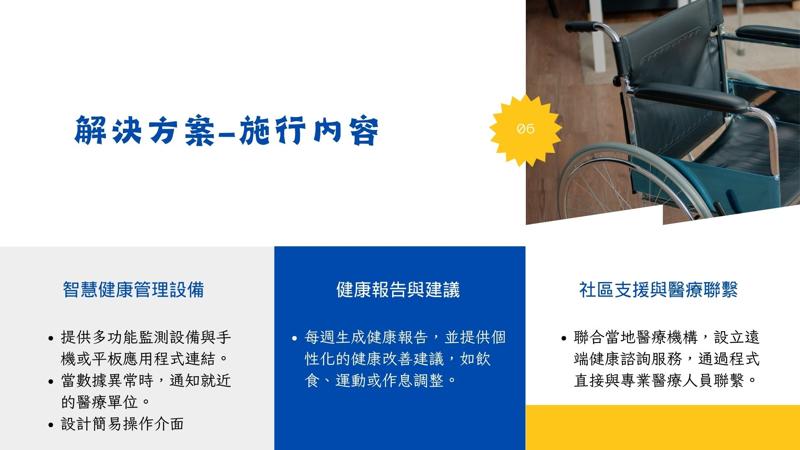 解決方案-施行内容
06
智慧健康管理設備
• 提供多功能監測設備與手
機或平板應用程式連結。
• 當數據異常時，通知就近
的醫療單位。
• 設計簡易操作介面
健康報告與建議
• 每週生成健康報告，並提供個
性化的健康改善建議，如飲
食、運動或作息調整。
社區支援與醫療聯繫
• 聯合當地醫療機構，設立遠
端健康諮詢服務，通過程式
直接與專業醫療人員聯繫。